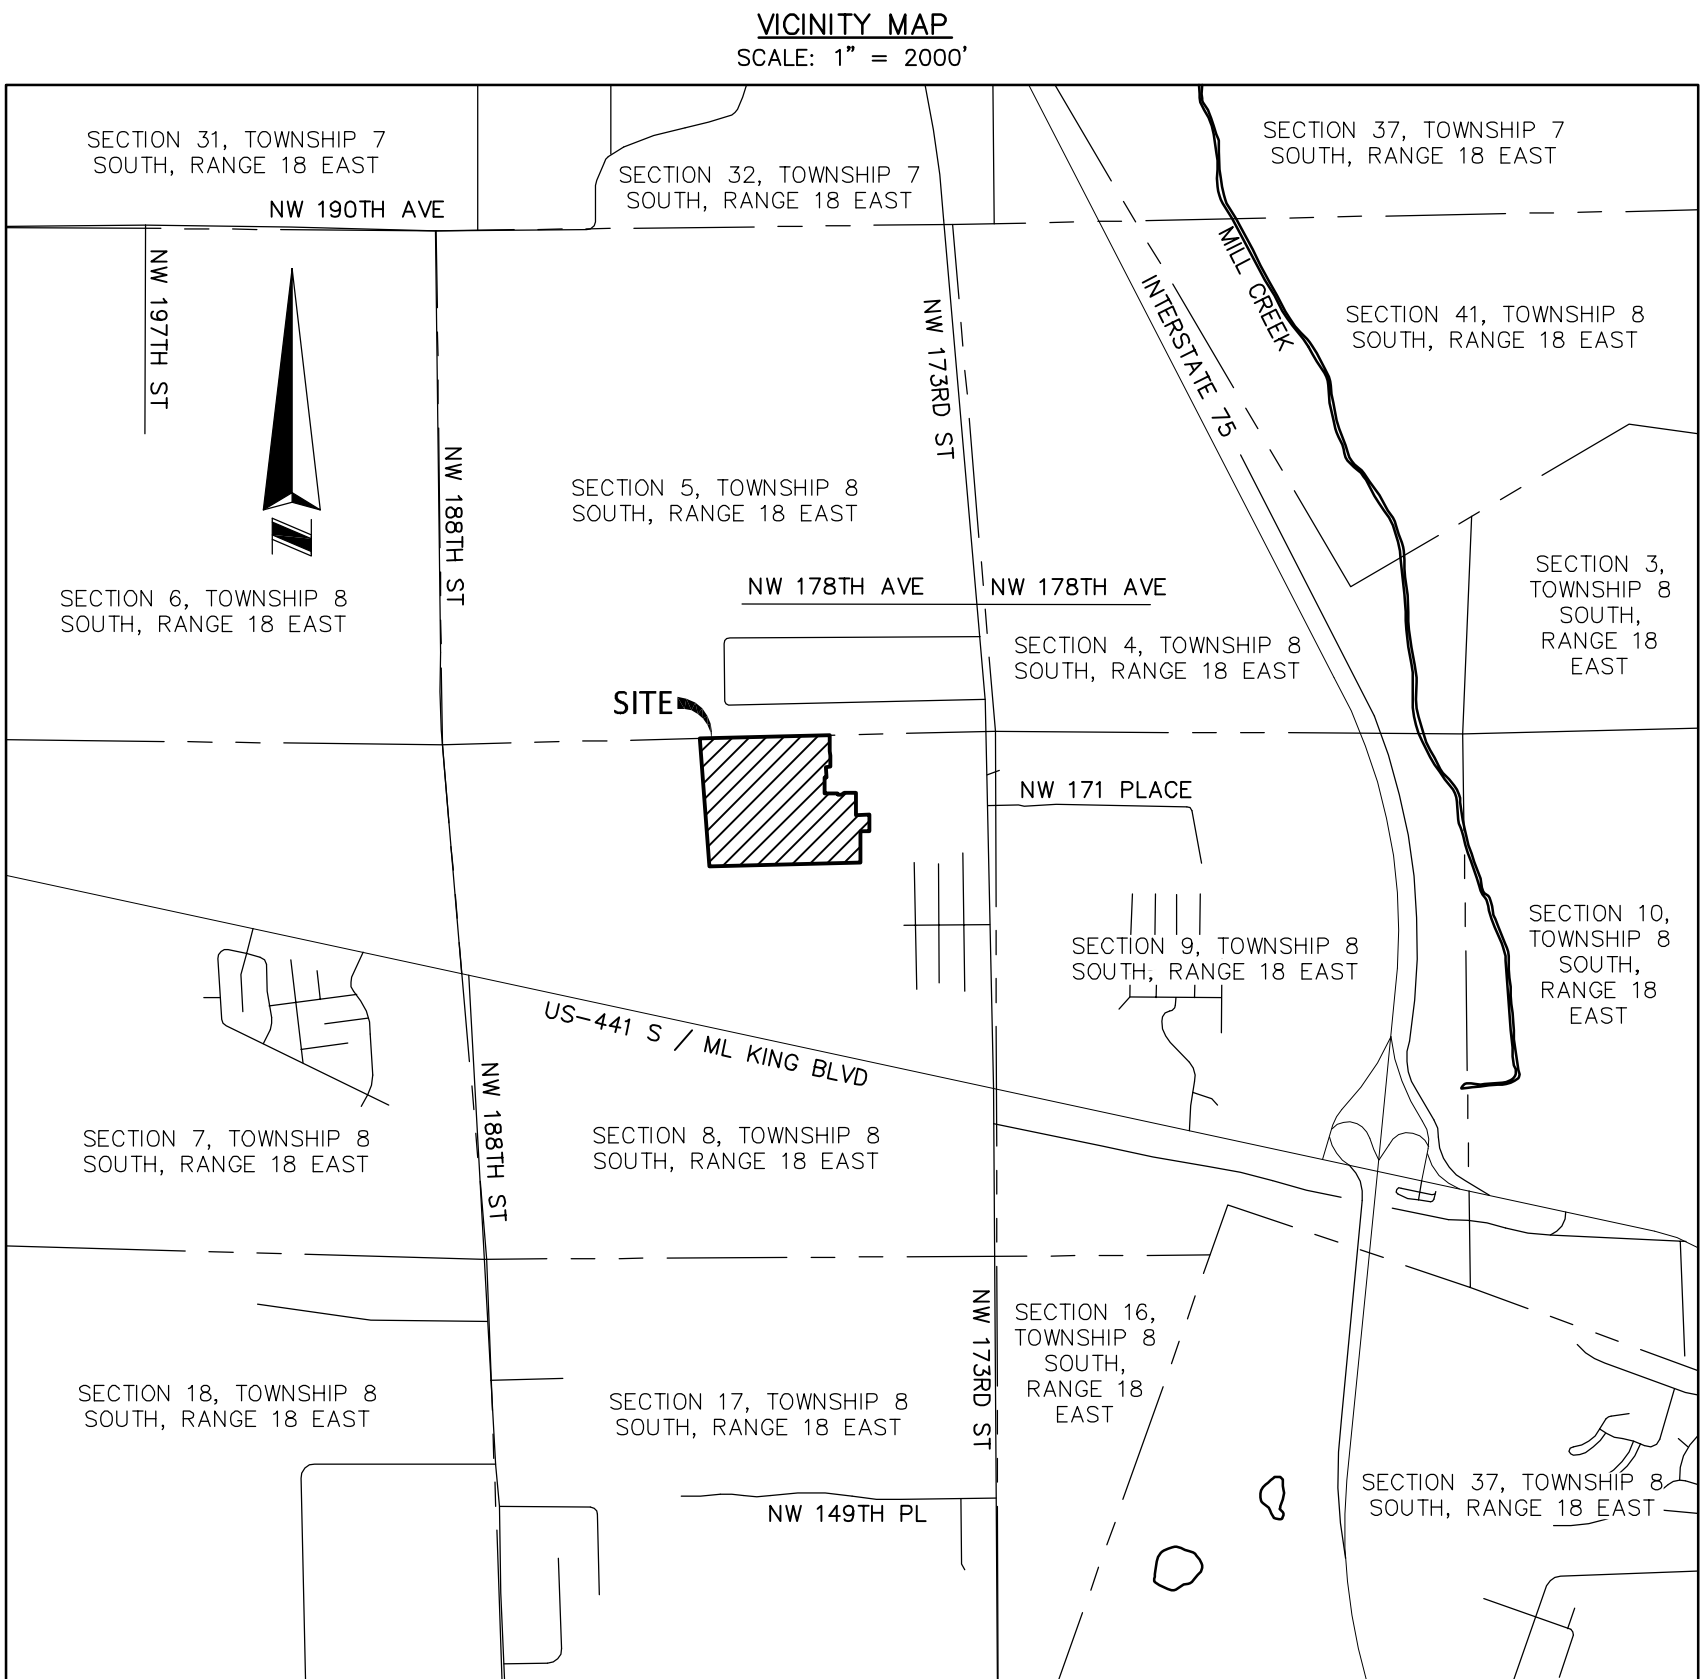 VICINITY MAP
SCALE: 1" = 2000'
SECTION 31, TOWNSHIP 7
SOUTH, RANGE 18 EAST
SECTION 32, TOWNSHIP 7
SOUTH, RANGE 18 EAST
SECTION 37, TOWNSHIP 7
SOUTH, RANGE 18 EAST
NW 190TH AVE
NW 197TH ST
MILL CREEK
INTERSTATE 75
NW 173RD ST
SECTION 41, TOWNSHIP 8
SOUTH, RANGE 18 EAST
NW 188TH ST
SECTION 5, TOWNSHIP 8
SOUTH, RANGE 18 EAST
N
SECTION 6, TOWNSHIP 8
SOUTH, RANGE 18 EAST
NW 178TH AVE
NW 178TH AVE
SECTION 3,
TOWNSHIP 8
SOUTH,
RANGE 18
EAST
SECTION 4, TOWNSHIP 8
SOUTH, RANGE 18 EAST
SITE
NW 171 PLACE
SECTION 9, TOWNSHIP 8
SOUTH, RANGE 18 EAST
SECTION 10,
TOWNSHIP 8
SOUTH,
RANGE 18
EAST
US-441 S / ML KING BLVD
NW 188TH ST
SECTION 7, TOWNSHIP 8
SOUTH, RANGE 18 EAST
SECTION 8, TOWNSHIP 8
SOUTH, RANGE 18 EAST
NW 173RD ST
SECTION 16,
TOWNSHIP 8
SOUTH,
RANGE 18
EAST
SECTION 18, TOWNSHIP 8
SOUTH, RANGE 18 EAST
SECTION 17, TOWNSHIP 8
SOUTH, RANGE 18 EAST
SECTION 37, TOWNSHIP 8
SOUTH, RANGE 18 EAST
NW 149TH PL